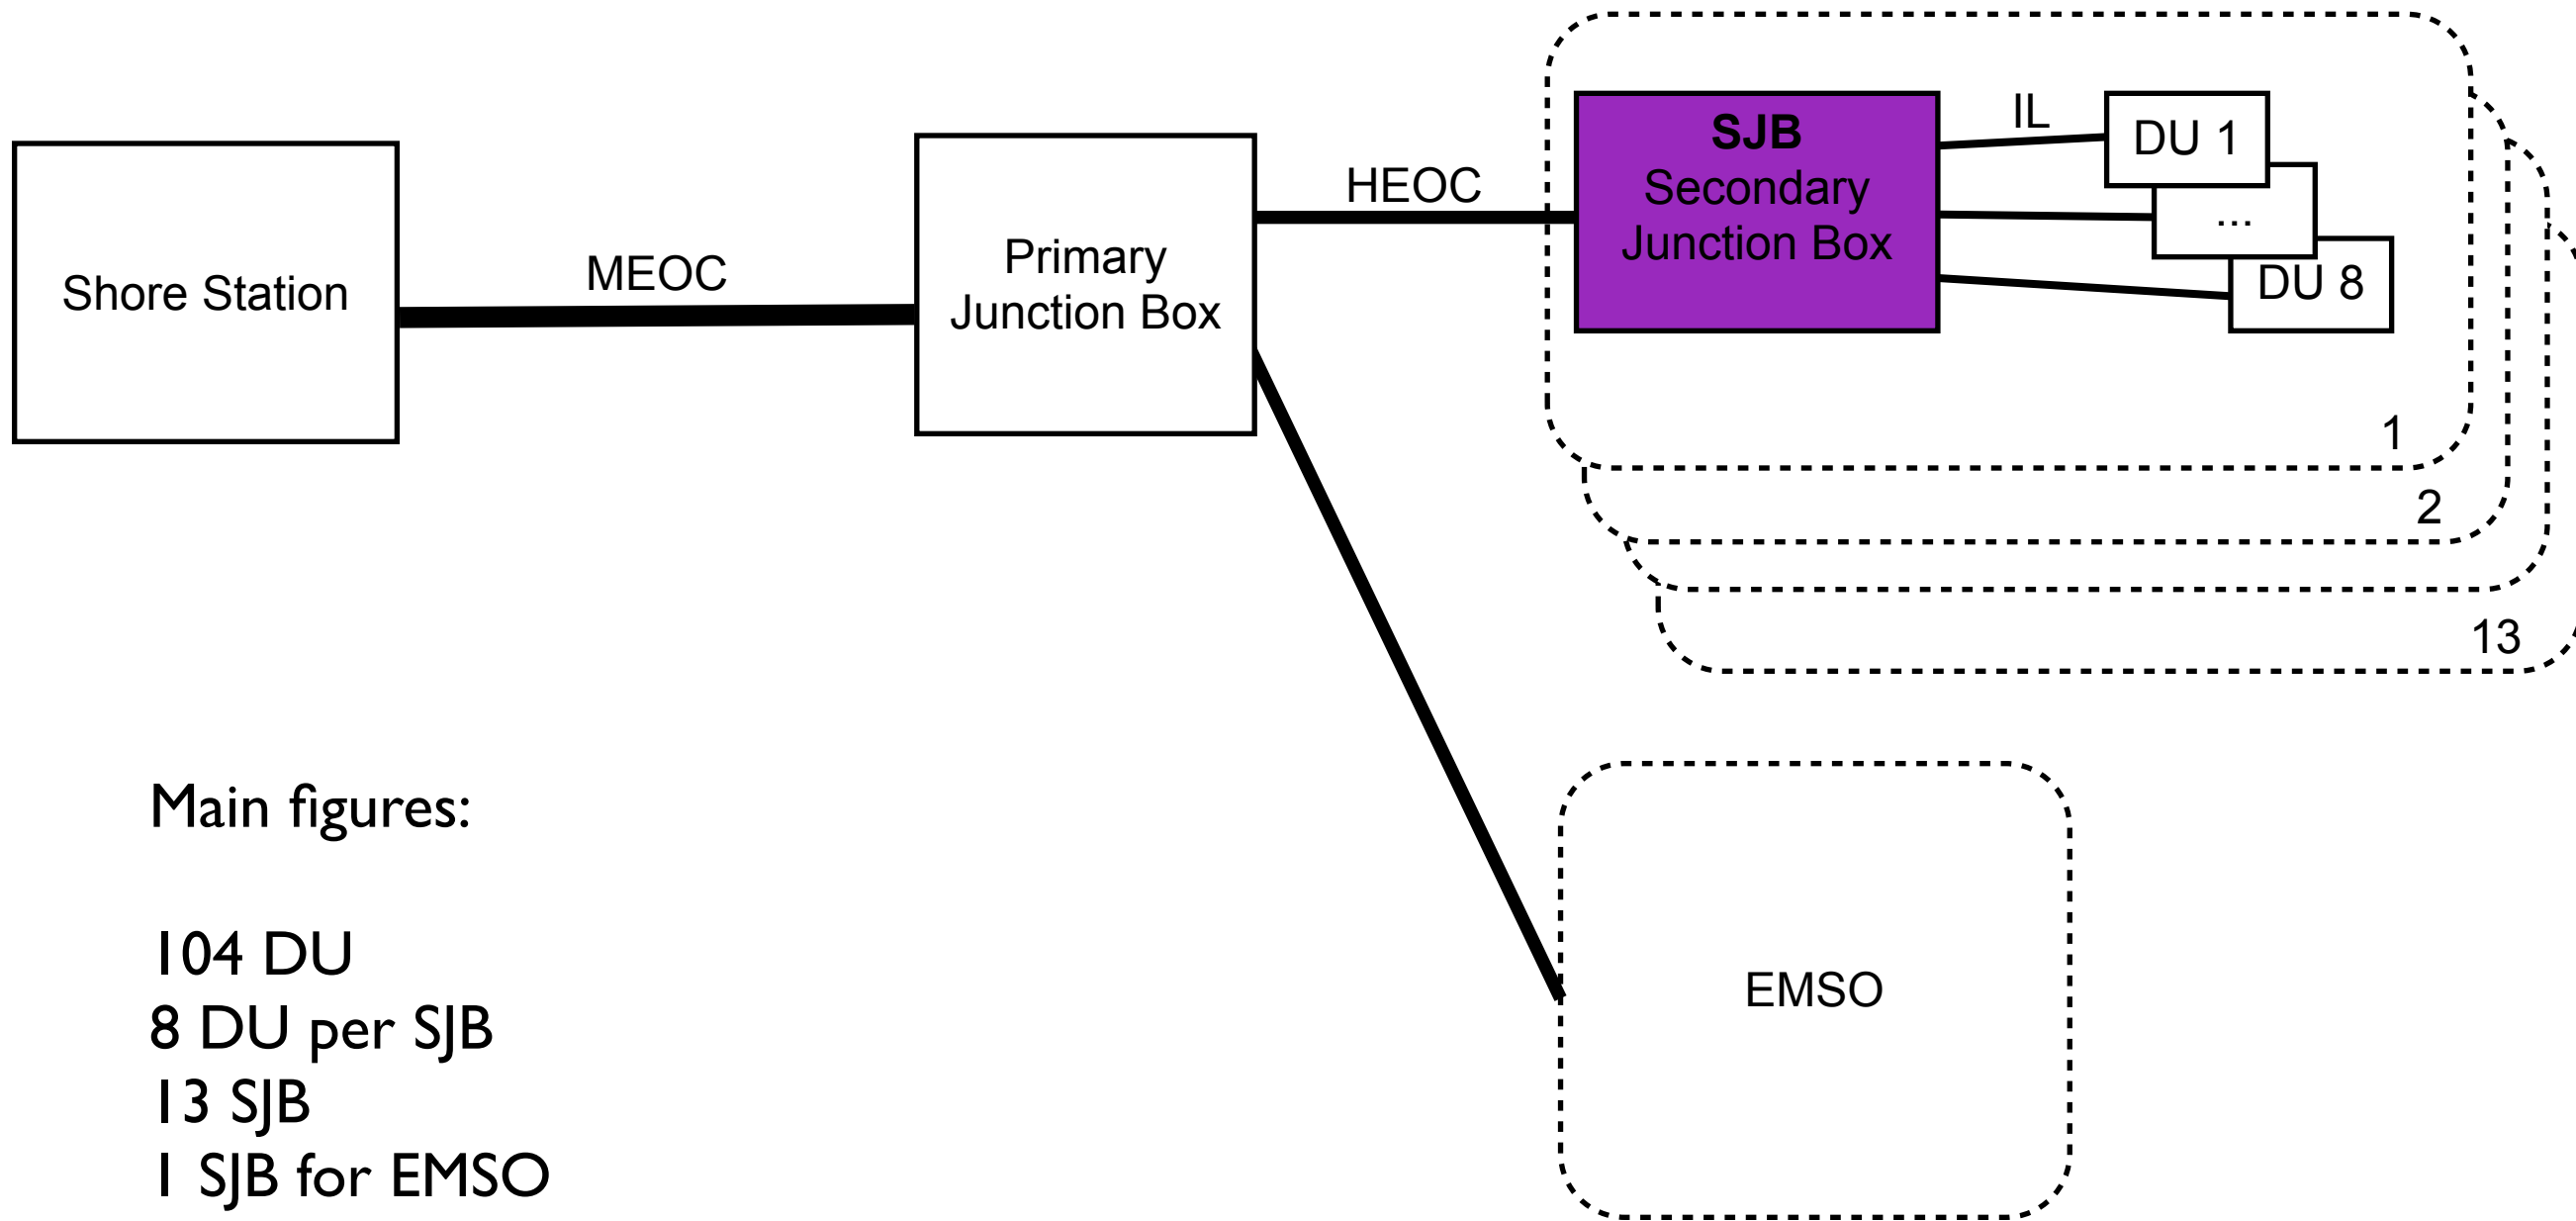 Shore Station
MEOC
Primary
Junction Box
HEOC
SJB
Secondary
Junction Box
IL
DU 1
...
DU 8
1
2
13
EMSO
Main figures:
104 DU
8 DU per SJB
13 SJB
1 SJB for EMSO